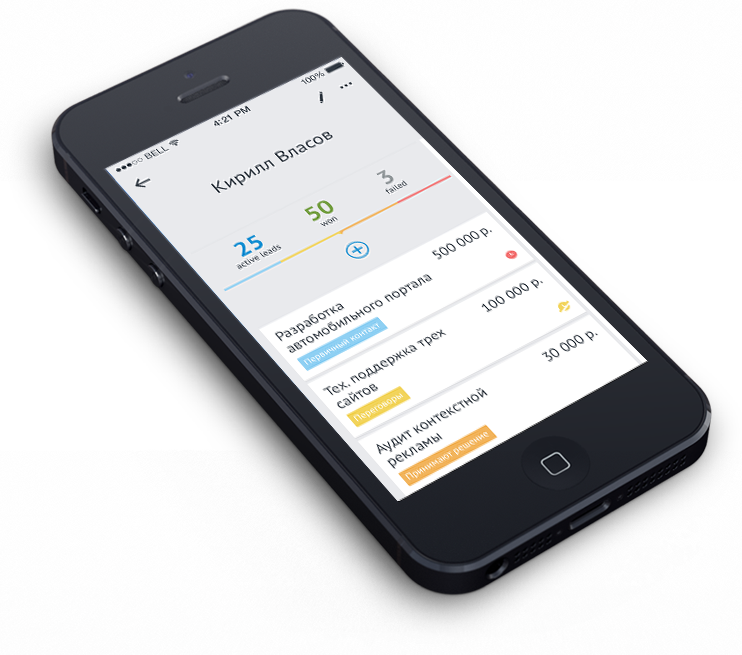 BELL 4:21 PM 100%
Кирилл Власов
25 50 3
active leads won failed
Разработка 500 000 р.
автомобильного портала
Первичный контакт
Тех. поддержка трех 100 000 р.
сайтов
Переговоры
Аудит контекстной 30 000 р.
рекламы
Принимают решение